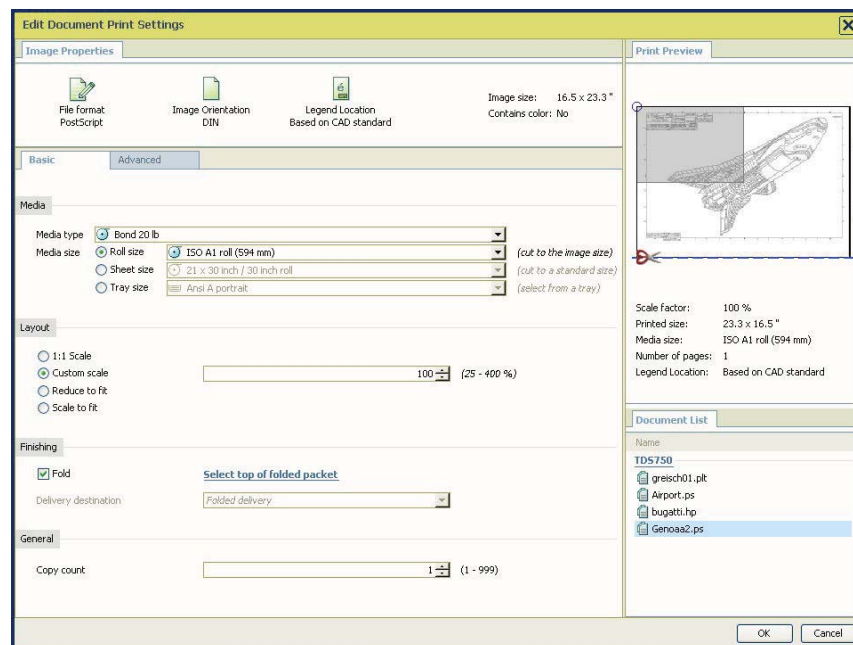 Edit Document Print Settings
Image Properties
File format
PostScript
Image Orientation
DIN
é
Legend Location
Based on CAD standard
Image size: 16.5 x 23.3 "
Contains color: No
Basic
Advanced
Media
Media type Bond 20 lb
Media size Roll size ISO A1 roll (594 mm) (cut to the image size)
Sheet size 21 x 30 inch / 30 inch roll (cut to a standard size)
Tray size Ansi A portrait (select from a tray)
Layout
1:1 Scale
Custom scale 100 (25 - 400 %)
Reduce to fit
Scale to fit
Finishing
Fold Select top of folded packet
Delivery destination Folded delivery
General
Copy count 1 (1 - 999)
Print Preview
Scale factor: 100 %
Printed size: 23.3 x 16.5 "
Media size: ISO A1 roll (594 mm)
Number of pages: 1
Legend Location: Based on CAD standard
Document List
Name
TDS750
greisch01.plt
Airport.ps
bugatti.hp
Genoaa2.ps
OK
Cancel